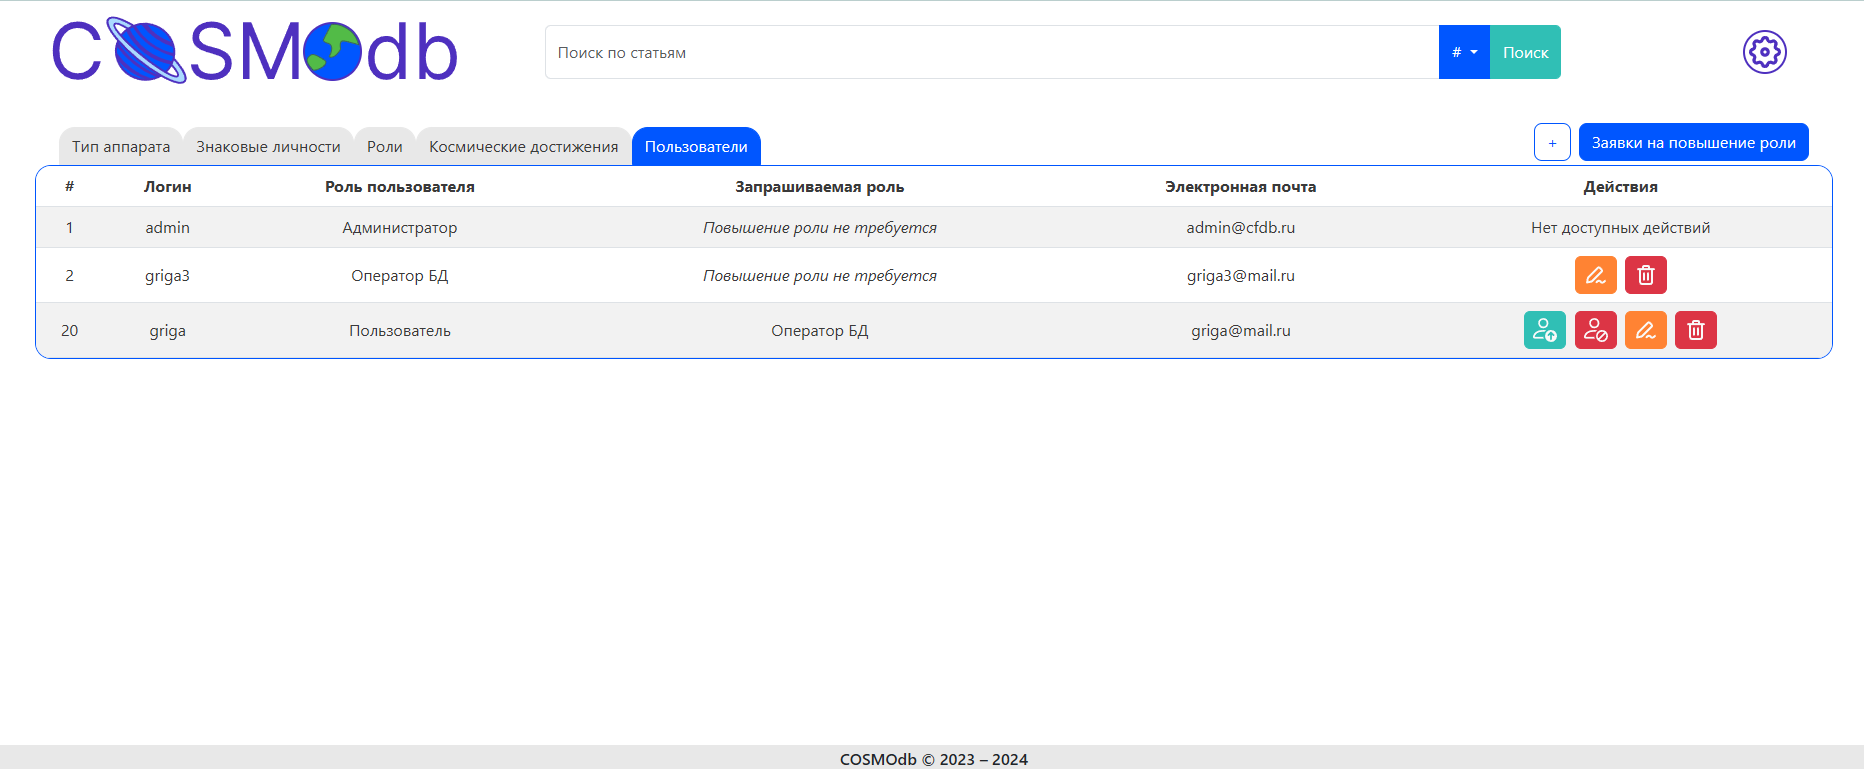 COSMOdb
Поиск по статьям
#
Поиск
Тип аппарата
Знаковые личности
Роли
Космические достижения
Пользователи
+
Заявки на повышение роли
# Логин Роль пользователя Запрашиваемая роль Электронная почта Действия
1 admin Администратор Повышение роли не требуется admin@cfdb.ru Нет доступных действий
2 griga3 Оператор БД Повышение роли не требуется griga3@mail.ru
20 griga Пользователь Оператор БД griga@mail.ru
COSMOdb © 2023 – 2024